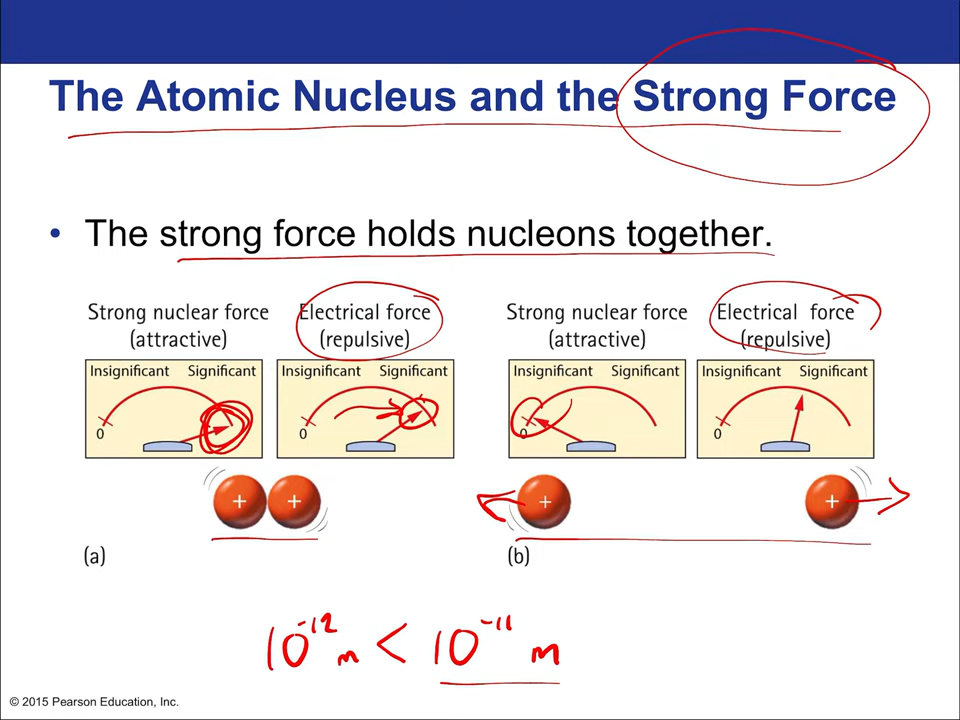 The Atomic Nucleus and the Strong Force
• The strong force holds nucleons together.
Strong nuclear force
(attractive)
Electrical force
(repulsive)
Strong nuclear force
(attractive)
Electrical force
(repulsive)
Insignificant Significant
0
Insignificant Significant
0
Insignificant Significant
0
Insignificant Significant
0
+ +
+ +
(a)
(b)
10⁻¹² m < 10⁻¹¹ m
© 2015 Pearson Education, Inc.